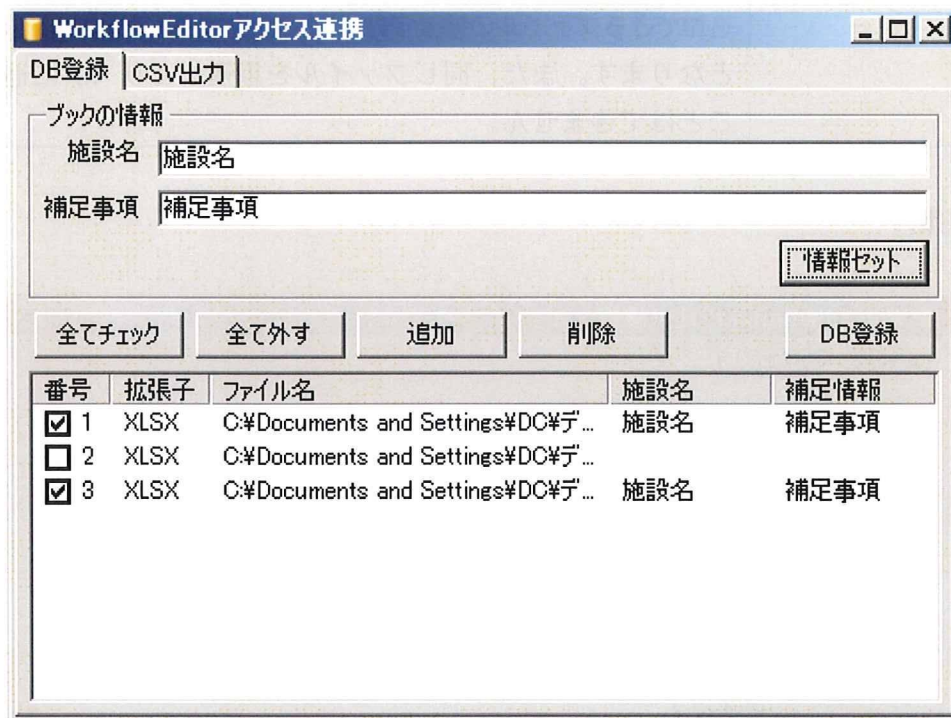 WorkflowEditorアクセス連携
DB登録 CSV出力
ブックの情報
施設名 施設名
補足事項 補足事項
情報セット
全てチェック 全て外す 追加 削除 DB登録
番号 拡張子 ファイル名 施設名 補足情報
1 XLSX C:¥Documents and Settings¥DC¥デ... 施設名 補足事項
2 XLSX C:¥Documents and Settings¥DC¥デ...
3 XLSX C:¥Documents and Settings¥DC¥デ... 施設名 補足事項